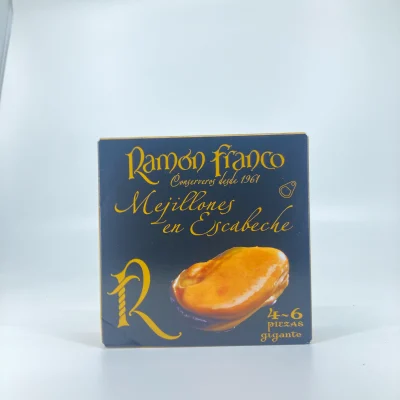 Ramón Franco
Conserveros desde 1961
Mejillones
en Escabeche
R
4~6
piezas
gigante